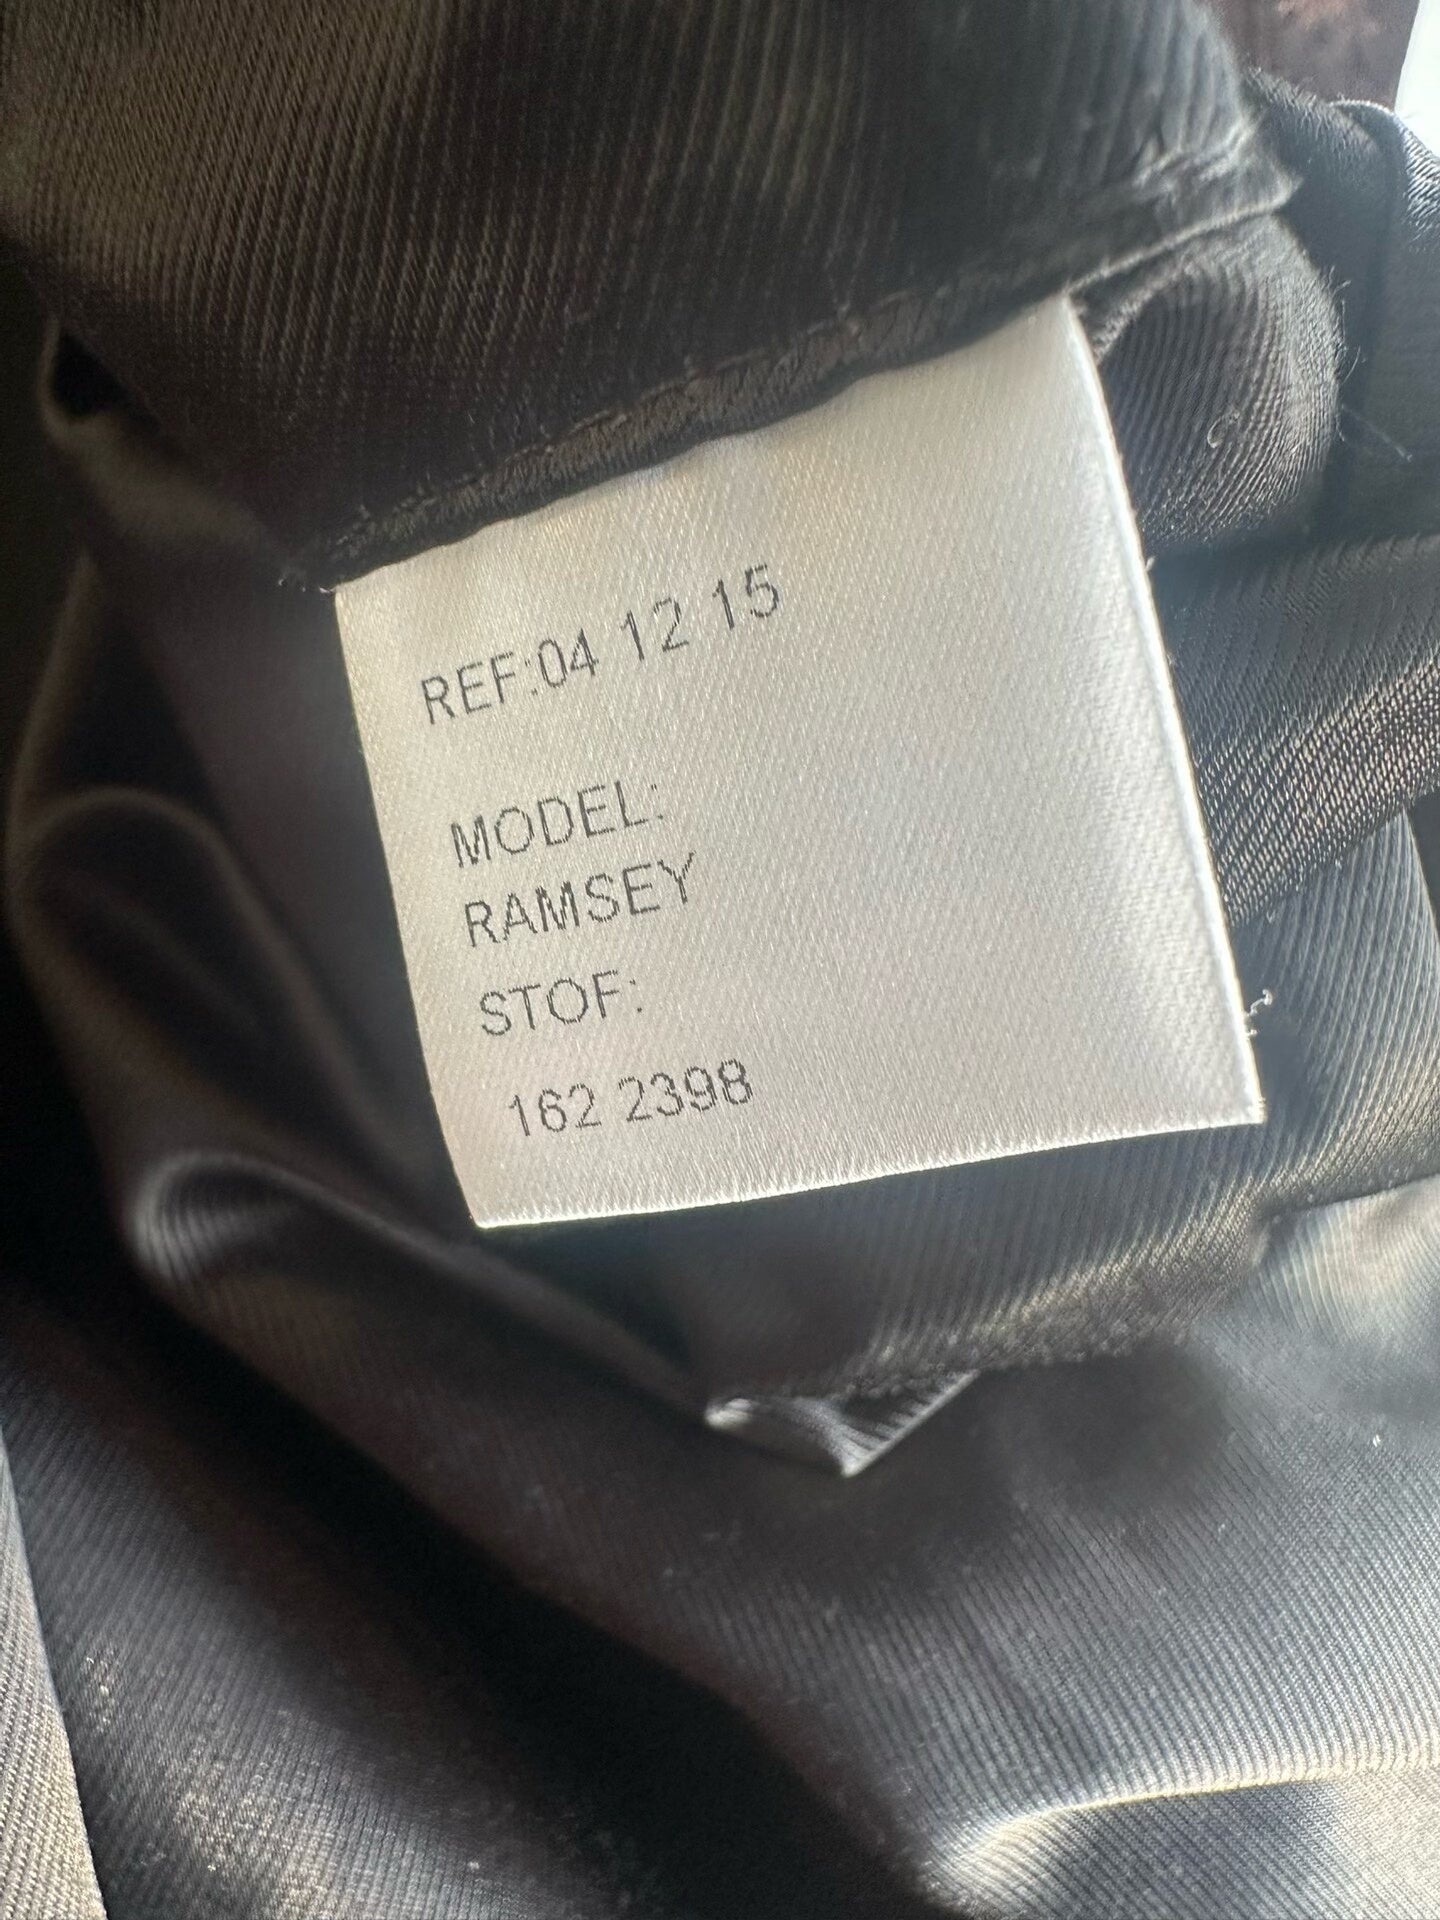 REF:04 12 15
MODEL:
RAMSEY
STOF:
162 2398